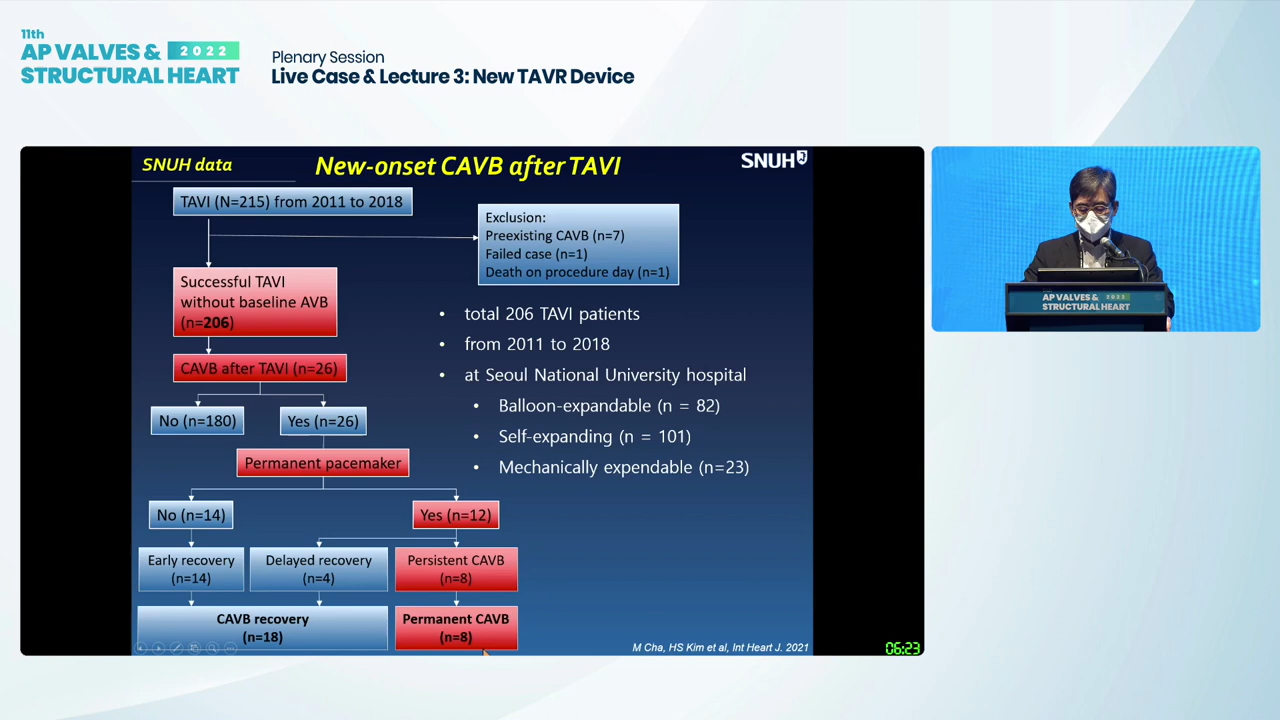 11th
AP VALVES & 2022
STRUCTURAL HEART
Plenary Session
Live Case & Lecture 3: New TAVR Device
SNUH data
New-onset CAVB after TAVI
SNUH
TAVI (N=215) from 2011 to 2018
Exclusion:
Preexisting CAVB (n=7)
Failed case (n=1)
Death on procedure day (n=1)
Successful TAVI
without baseline AVB
(n=206)
CAVB after TAVI (n=26)
No (n=180)
Yes (n=26)
Permanent pacemaker
No (n=14)
Yes (n=12)
Early recovery
(n=14)
Delayed recovery
(n=4)
Persistent CAVB
(n=8)
CAVB recovery
(n=18)
Permanent CAVB
(n=8)
• total 206 TAVI patients
• from 2011 to 2018
• at Seoul National University hospital
• Balloon-expandable (n = 82)
• Self-expanding (n = 101)
• Mechanically expendable (n=23)
M Cha, HS Kim et al, Int Heart J. 2021
06:23
AP VALVES & 2022
STRUCTURAL HEART